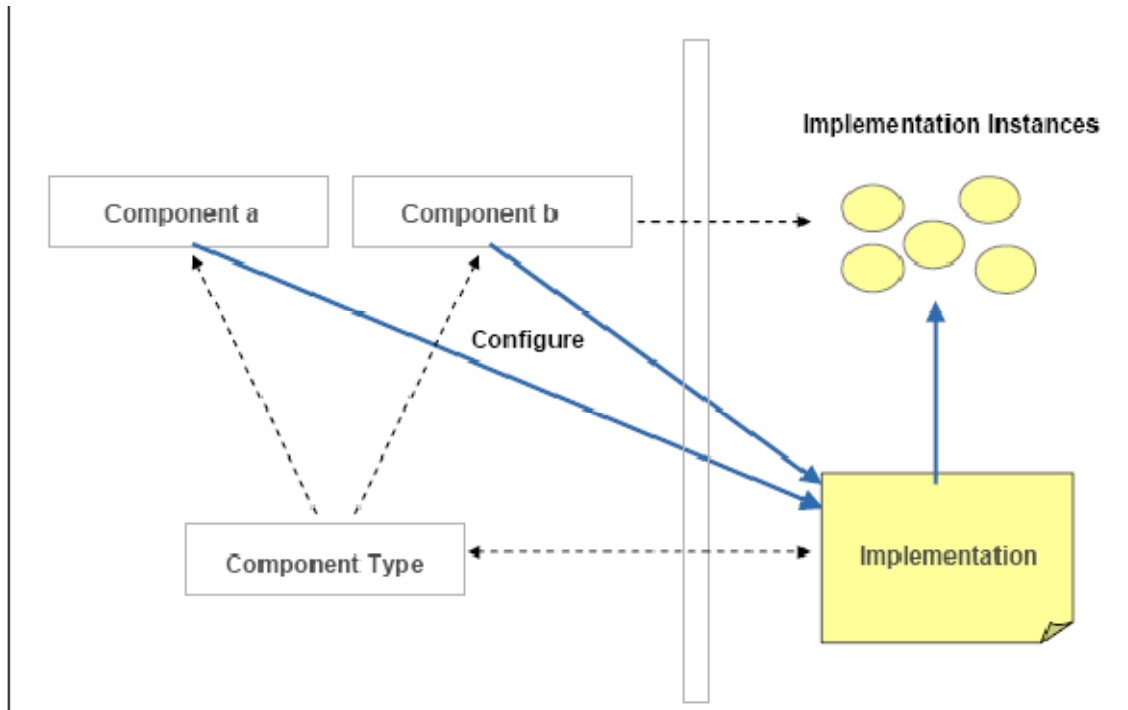 Implementation Instances
Component a
Component b
Configure
Component Type
Implementation